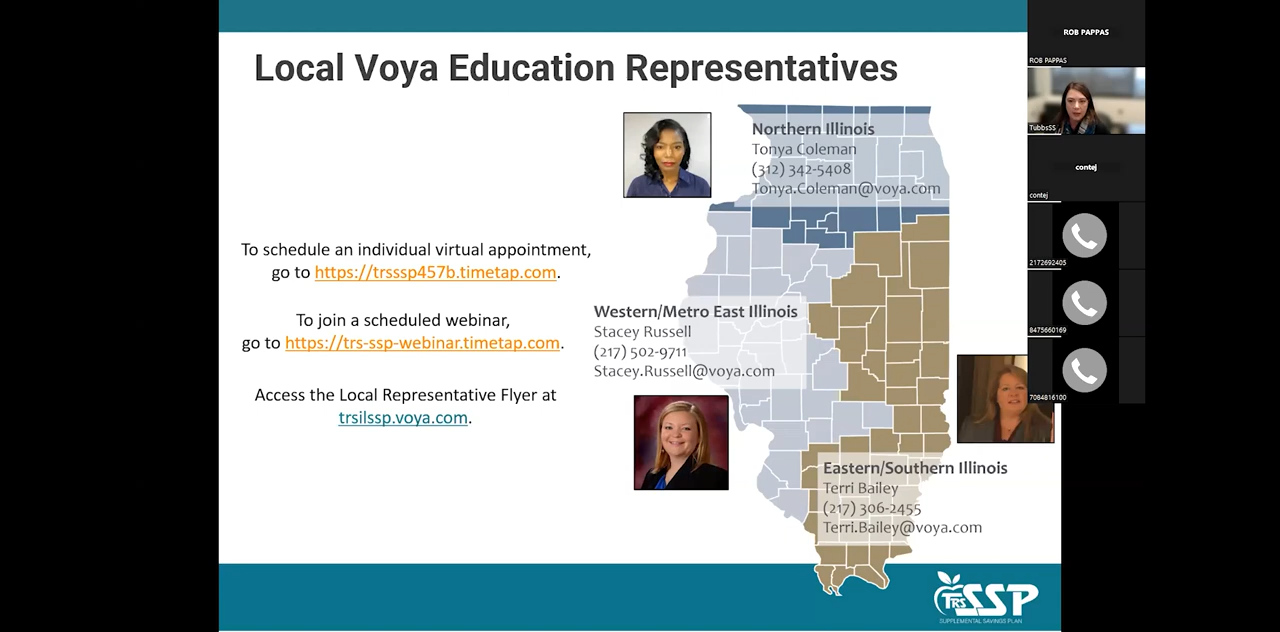 Local Voya Education Representatives
Northern Illinois
Tonya Coleman
(312) 342-5408
Tonya.Coleman@voya.com
To schedule an individual virtual appointment,
go to https://trsssp457b.timetap.com.
To join a scheduled webinar,
go to https://trs-ssp-webinar.timetap.com.
Access the Local Representative Flyer at
trsilssp.voya.com.
Western/Metro East Illinois
Stacey Russell
(217) 502-9711
Stacey.Russell@voya.com
Eastern/Southern Illinois
Terri Bailey
(217) 306-2455
Terri.Bailey@voya.com
TRS SSP
SUPPLEMENTAL SAVINGS PLAN
ROB PAPPAS
ROB PAPPAS
TubbsSS
contej
contej
2172692405
8475660169
7084816100